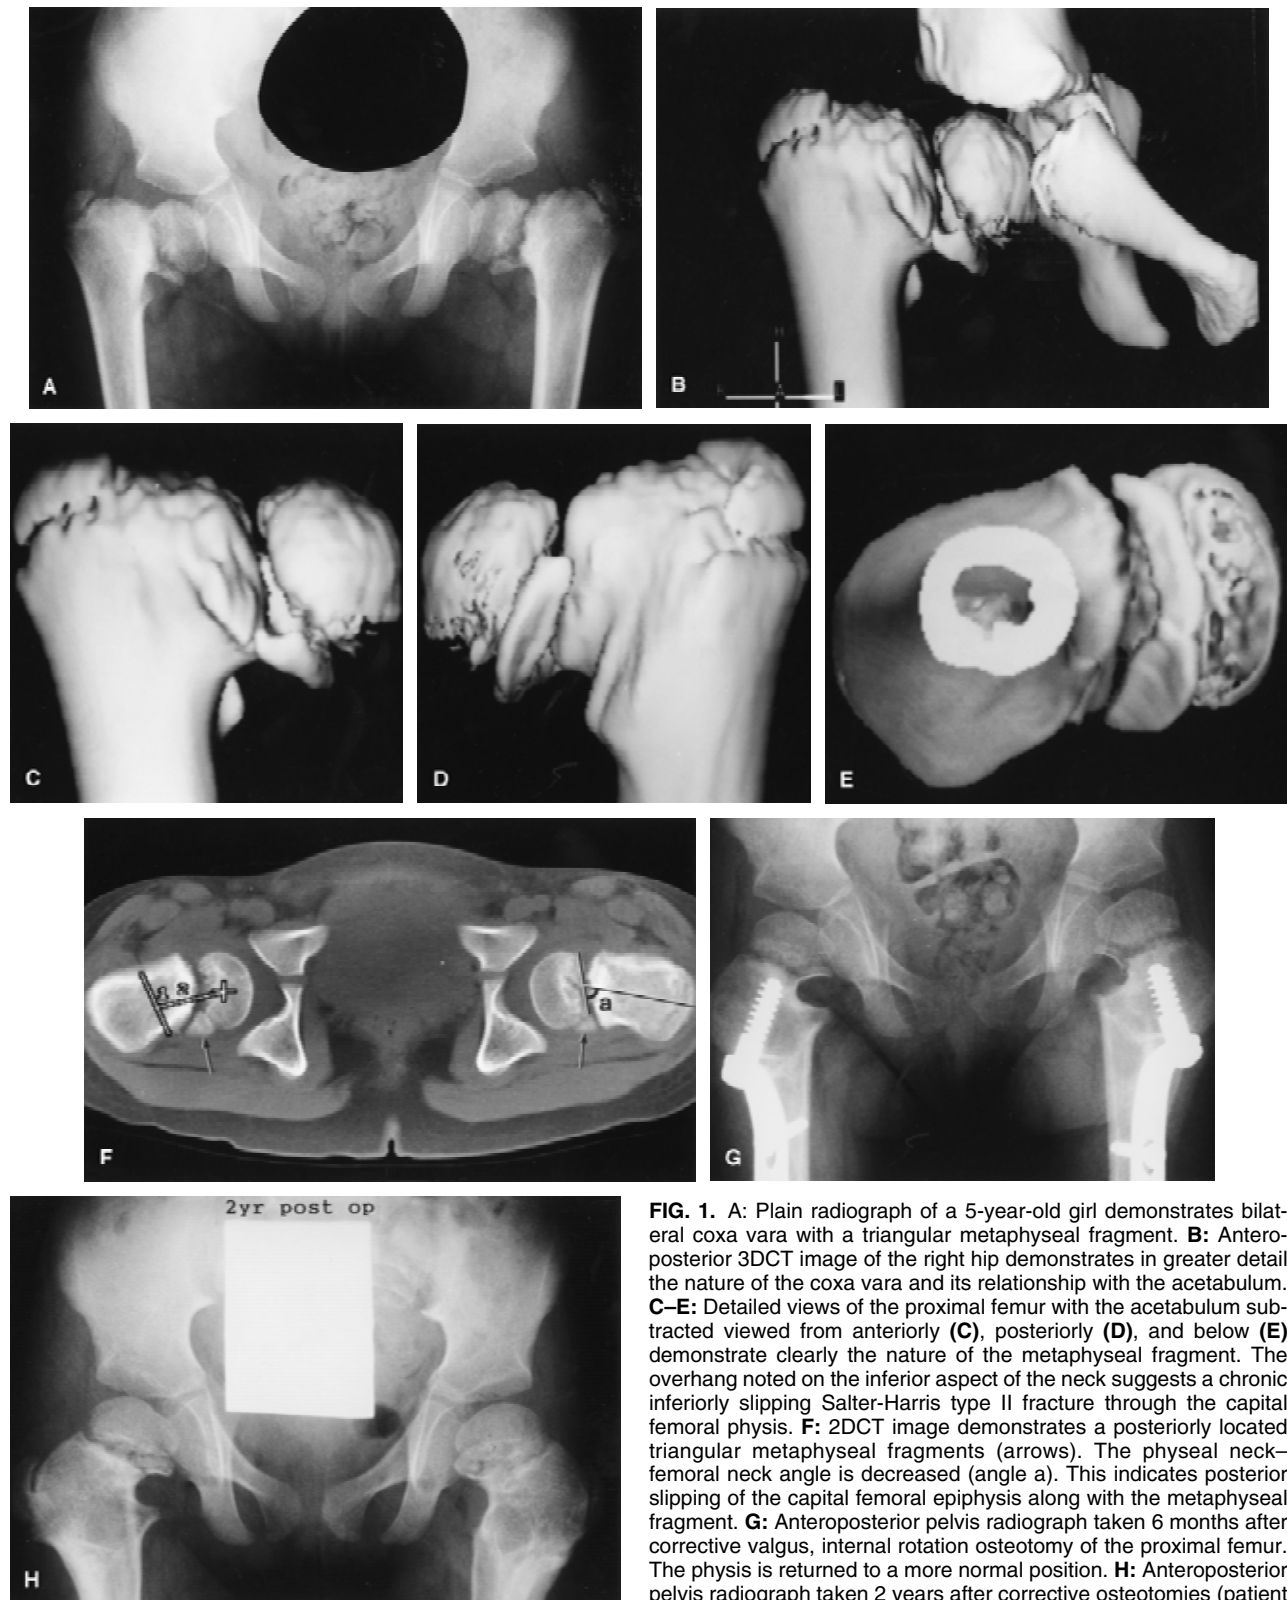 A
B
C
D
E
F
a
a
G
2yr post op
H
FIG. 1. A: Plain radiograph of a 5-year-old girl demonstrates bilat-
eral coxa vara with a triangular metaphyseal fragment. B: Antero-
posterior 3DCT image of the right hip demonstrates in greater detail
the nature of the coxa vara and its relationship with the acetabulum.
C–E: Detailed views of the proximal femur with the acetabulum sub-
tracted viewed from anteriorly (C), posteriorly (D), and below (E)
demonstrate clearly the nature of the metaphyseal fragment. The
overhang noted on the inferior aspect of the neck suggests a chronic
inferiorly slipping Salter-Harris type II fracture through the capital
femoral physis. F: 2DCT image demonstrates a posteriorly located
triangular metaphyseal fragments (arrows). The physeal neck–
femoral neck angle is decreased (angle a). This indicates posterior
slipping of the capital femoral epiphysis along with the metaphyseal
fragment. G: Anteroposterior pelvis radiograph taken 6 months after
corrective valgus, internal rotation osteotomy of the proximal femur.
The physis is returned to a more normal position. H: Anteroposterior
pelvis radiograph taken 2 years after corrective osteotomies (patient